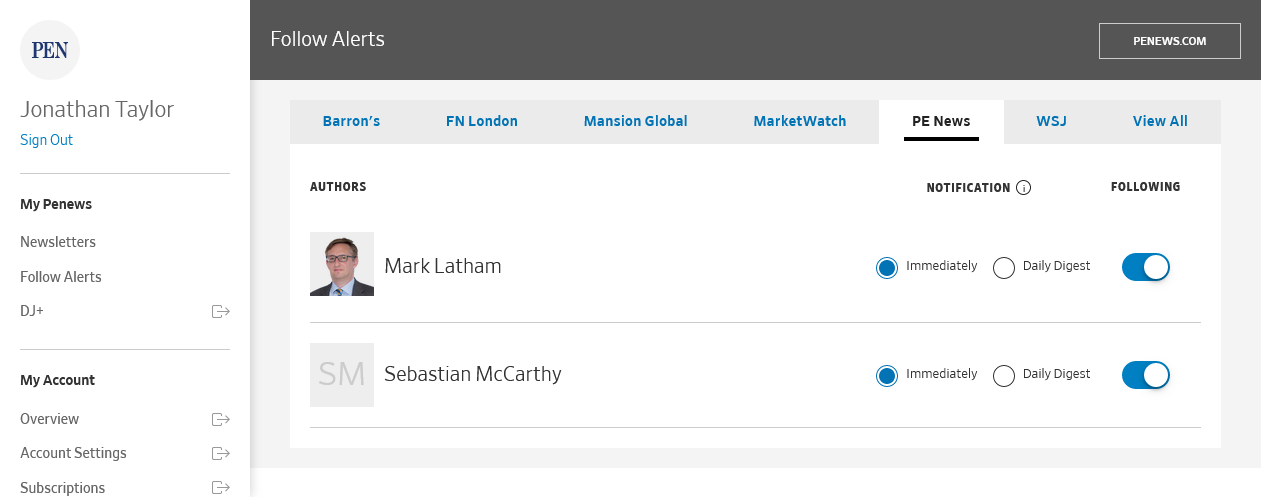 PEN
Jonathan Taylor
Sign Out
My Penews
Newsletters
Follow Alerts
DJ+
My Account
Overview
Account Settings
Subscriptions
Follow Alerts
PENEWS.COM
Barron's FN London Mansion Global MarketWatch PE News WSJ View All
AUTHORS NOTIFICATION i FOLLOWING
Mark Latham Immediately Daily Digest
SM Sebastian McCarthy Immediately Daily Digest